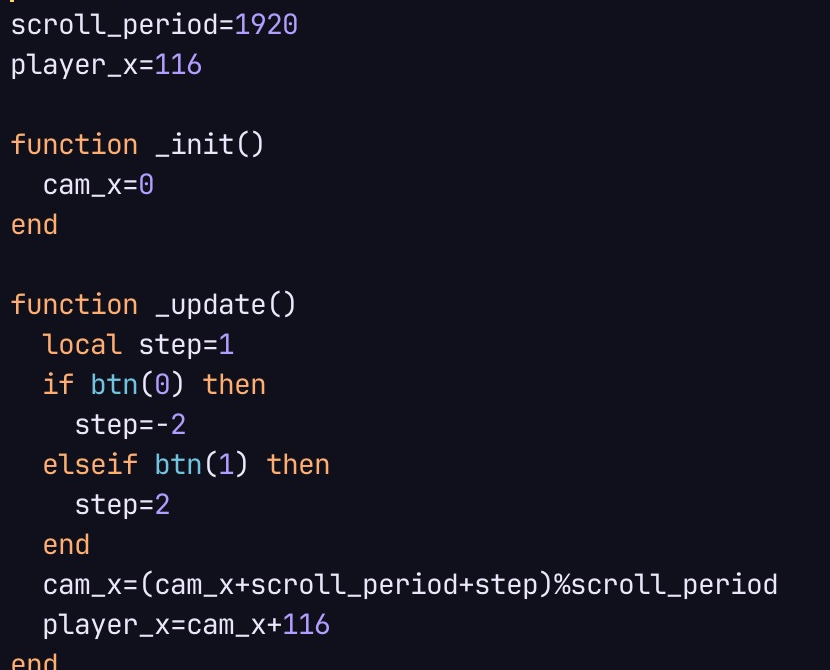 scroll_period=1920
player_x=116
function _init()
cam_x=0
end
function _update()
local step=1
if btn(0) then
step=-2
elseif btn(1) then
step=2
end
cam_x=(cam_x+scroll_period+step)%scroll_period
player_x=cam_x+116
end